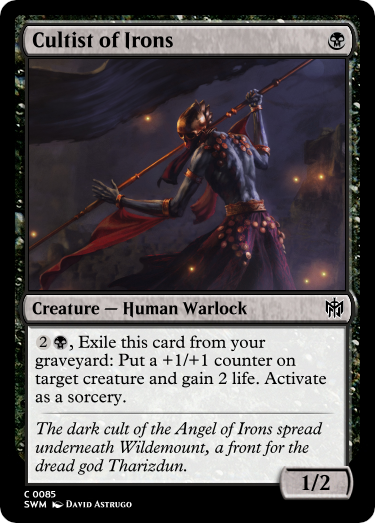 Cultist of Irons
Creature — Human Warlock
2 , Exile this card from your
graveyard: Put a +1/+1 counter on
target creature and gain 2 life. Activate
as a sorcery.
The dark cult of the Angel of Irons spread
underneath Wildemount, a front for the
dread god Tharizdun.
1/2
C 0085
SWM DAVID ASTRUGO